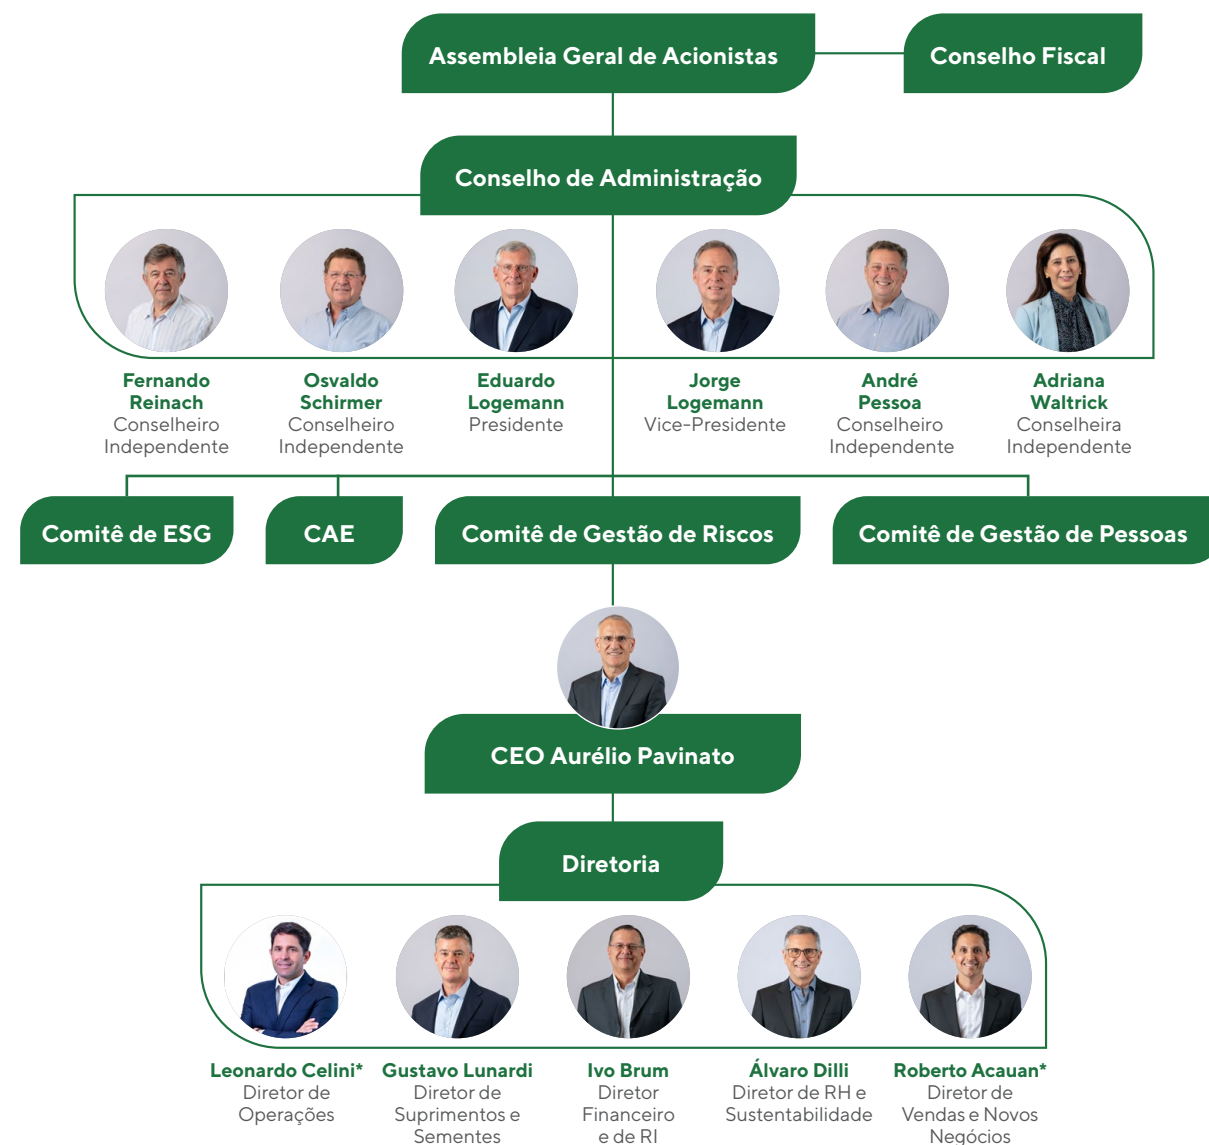 Assembleia Geral de Acionistas
Conselho Fiscal
Conselho de Administração
Fernando
Reinach
Conselheiro
Independente
Osvaldo
Schirmer
Conselheiro
Independente
Eduardo
Logemann
Presidente
Jorge
Logemann
Vice-Presidente
André
Pessoa
Conselheiro
Independente
Adriana
Waltrick
Conselheira
Independente
Comitê de ESG
CAE
Comitê de Gestão de Riscos
Comitê de Gestão de Pessoas
CEO Aurélio Pavinato
Diretoria
Leonardo Celini*
Diretor de
Operações
Gustavo Lunardi
Diretor de
Suprimentos e
Sementes
Ivo Brum
Diretor
Financeiro
e de RI
Álvaro Dilli
Diretor de RH e
Sustentabilidade
Roberto Acauan*
Diretor de
Vendas e Novos
Negócios